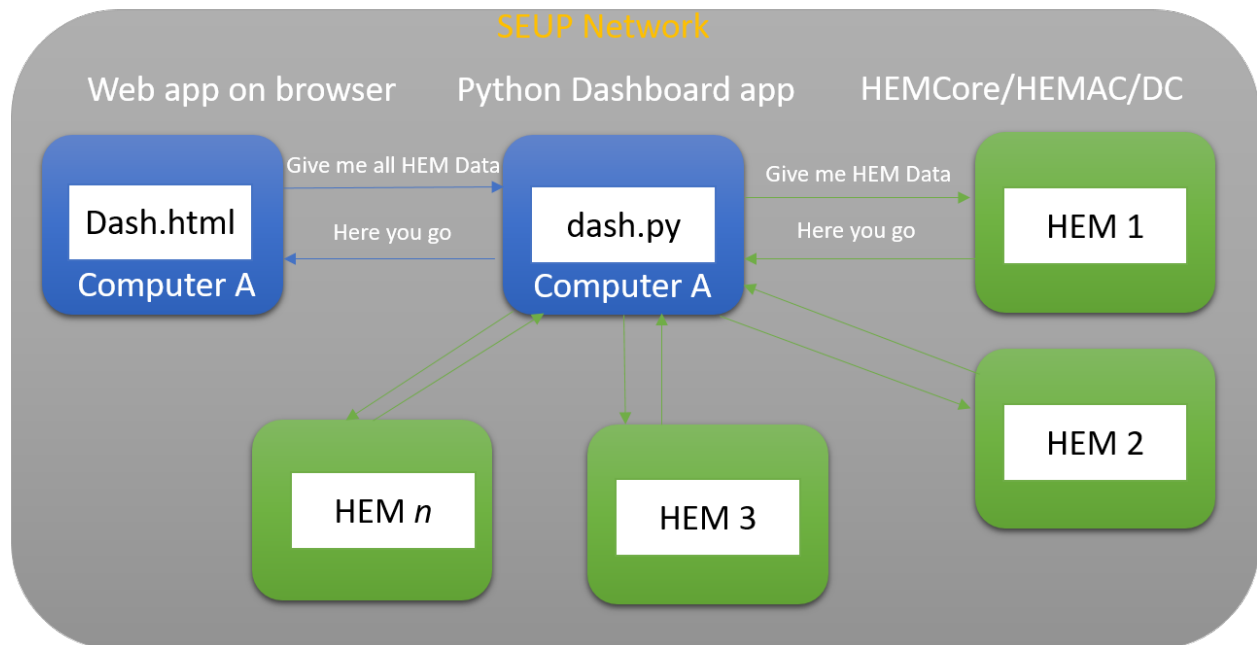 SEUP Network
Web app on browser
Python Dashboard app
HEMCore/HEMAC/DC
Give me all HEM Data
Here you go
Dash.html
Computer A
dash.py
Computer A
Give me HEM Data
Here you go
HEM 1
HEM 2
HEM n
HEM 3